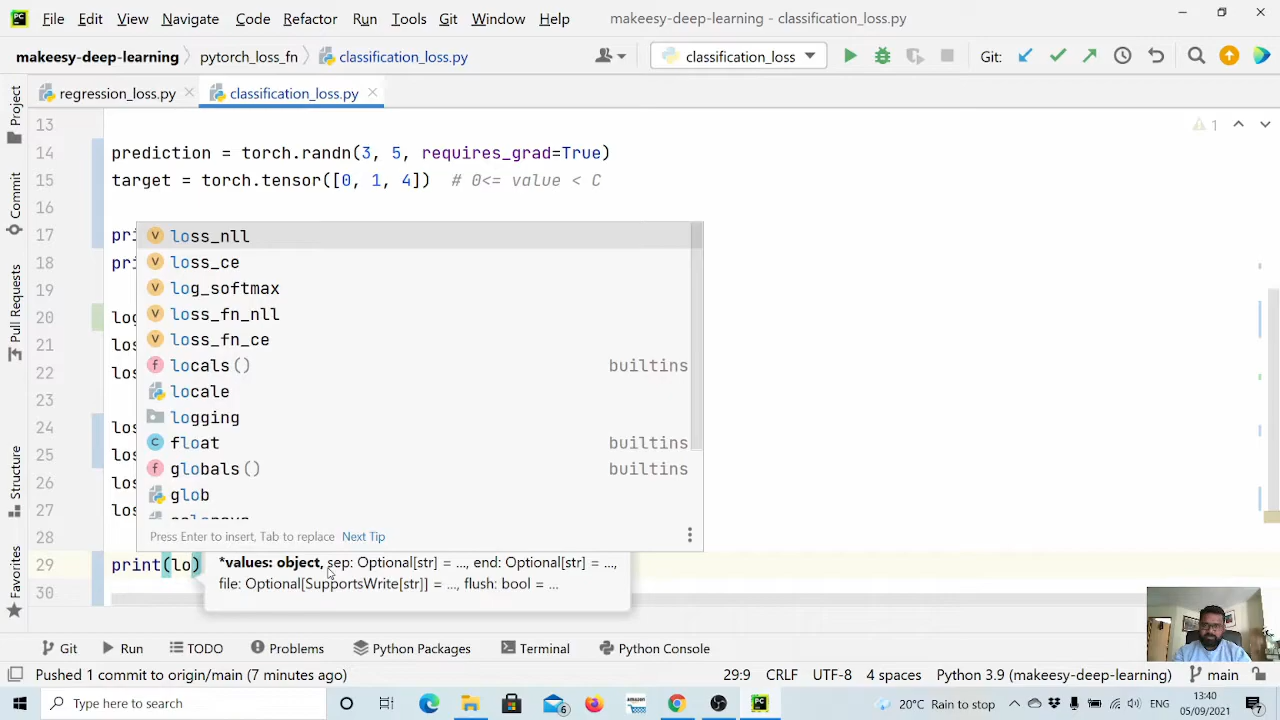 File Edit View Navigate Code Refactor Run Tools Git Window Help makeesy-deep-learning - classification_loss.py
makeesy-deep-learning pytorch_loss_fn classification_loss.py classification_loss Git:
regression_loss.py classification_loss.py
Project
Commit
Pull Requests
Structure
Favorites
13 1
14 prediction = torch.randn(3, 5, requires_grad=True)
15 target = torch.tensor([0, 1, 4]) # 0<= value < C
16
17 pri
18 pri
19
20 log
21 los
22 los
23
24 los
25 los
26 los
27 los
28
29 print(lo)
30
loss_nll
loss_ce
log_softmax
loss_fn_nll
loss_fn_ce
locals() builtins
locale
logging
float builtins
globals() builtins
glob
Press Enter to insert, Tab to replace Next Tip
*values: object, sep: Optional[str] = ..., end: Optional[str] = ...,
file: Optional[SupportsWrite[str]] = ..., flush: bool = ...
Git Run TODO Problems Python Packages Terminal Python Console
Pushed 1 commit to origin/main (7 minutes ago) 29:9 CRLF UTF-8 4 spaces Python 3.9 (makeesy-deep-learning) main
Type here to search 20°C Rain to stop 13:40
05/09/2021